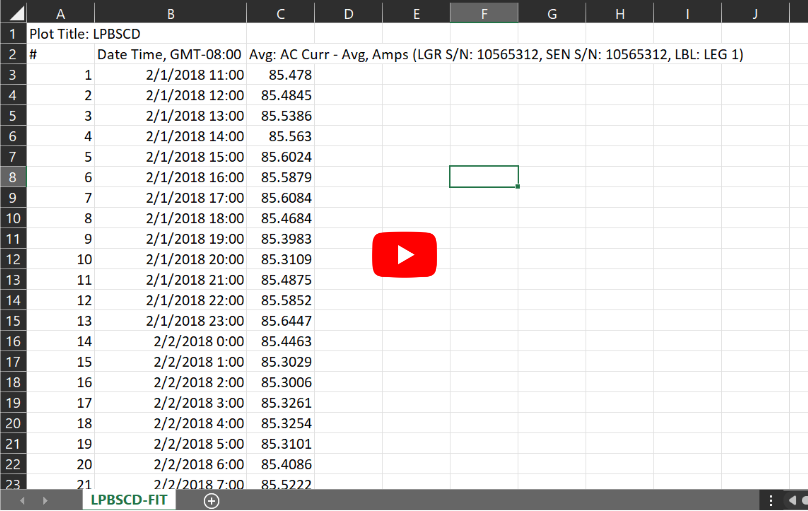 A B C D E F G H I J
1 Plot Title: LPBSCD
2 # Date Time, GMT-08:00 Avg: AC Curr - Avg, Amps (LGR S/N: 10565312, SEN S/N: 10565312, LBL: LEG 1)
3 1 2/1/2018 11:00 85.478
4 2 2/1/2018 12:00 85.4845
5 3 2/1/2018 13:00 85.5386
6 4 2/1/2018 14:00 85.563
7 5 2/1/2018 15:00 85.6024
8 6 2/1/2018 16:00 85.5879
9 7 2/1/2018 17:00 85.6084
10 8 2/1/2018 18:00 85.4684
11 9 2/1/2018 19:00 85.3983
12 10 2/1/2018 20:00 85.3109
13 11 2/1/2018 21:00 85.4875
14 12 2/1/2018 22:00 85.5852
15 13 2/1/2018 23:00 85.6447
16 14 2/2/2018 0:00 85.4463
17 15 2/2/2018 1:00 85.3029
18 16 2/2/2018 2:00 85.3006
19 17 2/2/2018 3:00 85.3261
20 18 2/2/2018 4:00 85.3254
21 19 2/2/2018 5:00 85.3101
22 20 2/2/2018 6:00 85.4086
23 21 2/2/2018 7:00 85.5222
LPBSCD-FIT